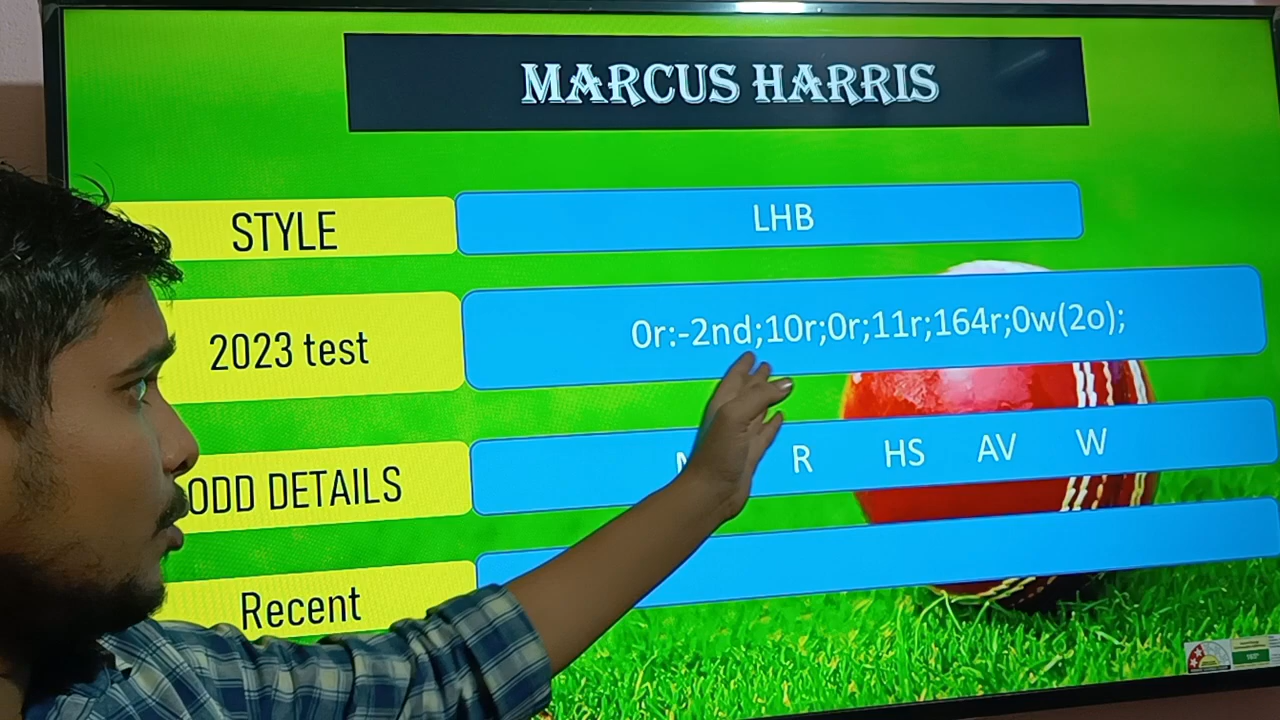 MARCUS HARRIS
STYLE
LHB
2023 test
0r:-2nd;10r;0r;11r;164r;0w(2o);
ODD DETAILS
R HS AV W
Recent